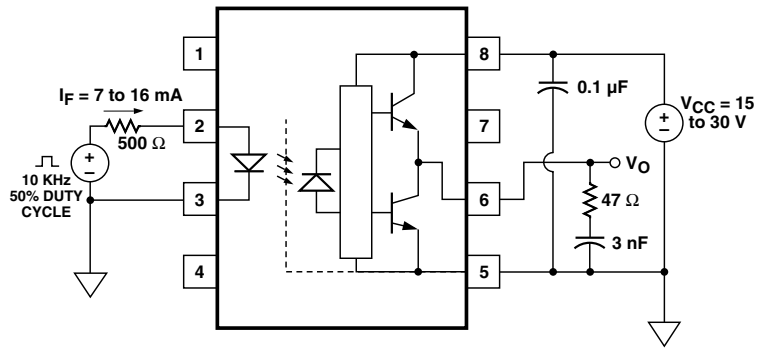 1
8
I_F = 7 to 16 mA
+
–
0.1 µF
V_CC = 15
to 30 V
2
500 Ω
7
+
–
10 KHz
50% DUTY
CYCLE
3
V_O
6
47 Ω
3 nF
4
5